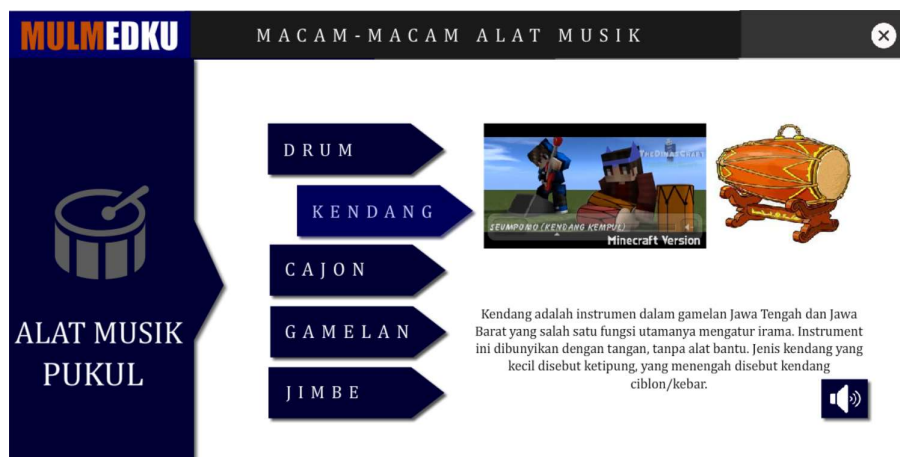 MULMEDKU
MACAM-MACAM ALAT MUSIK
ALAT MUSIK
PUKUL
DRUM
KENDANG
CAJON
GAMELAN
JIMBE
THEDINASCRAFT
SEUMPOMO (KENDANG KEMPUL)
Minecraft Version
Kendang adalah instrumen dalam gamelan Jawa Tengah dan Jawa
Barat yang salah satu fungsi utamanya mengatur irama. Instrument
ini dibunyikan dengan tangan, tanpa alat bantu. Jenis kendang yang
kecil disebut ketipung, yang menengah disebut kendang
ciblon/kebar.